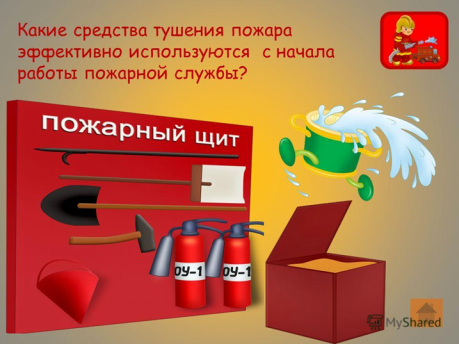 Какие средства тушения пожара
эффективно используются с начала
работы пожарной службы?
пожарный щит
ОУ-1
ОУ-1
MyShared